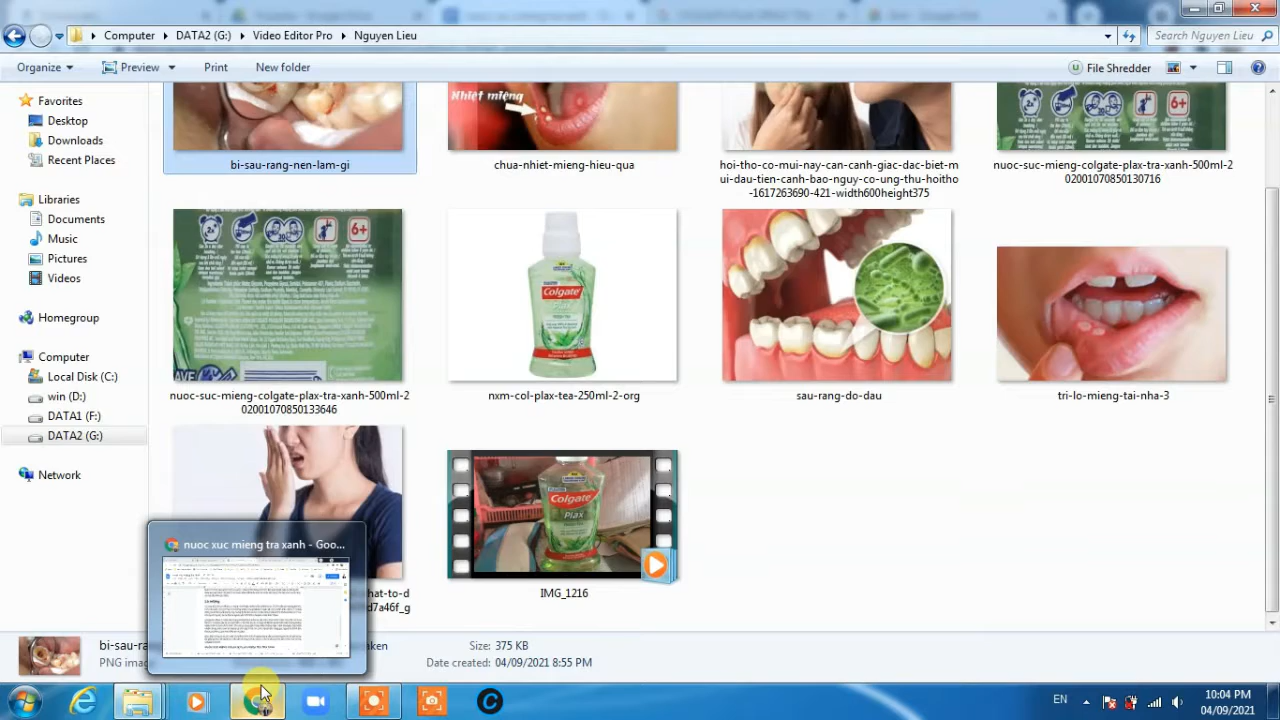 Computer ▸ DATA2 (G:) ▸ Video Editor Pro ▸ Nguyen Lieu
Search Nguyen Lieu
Organize
Preview
Print
New folder
File Shredder
Favorites
Desktop
Downloads
Recent Places
Libraries
Documents
Music
Pictures
Videos
Homegroup
Computer
Local Disk (C:)
win (D:)
DATA1 (F:)
DATA2 (G:)
Network
Nhiệt miệng
6+
bi-sau-rang-nen-lam-gi
chua-nhiet-mieng-hieu-qua
hoi-tho-co-mui-nay-can-canh-giac-dac-biet-m
ui-dau-tien-canh-bao-nguy-co-ung-thu-hoitho
-1617263690-421-width600height375
nuoc-suc-mieng-colgate-plax-tra-xanh-500ml-2
02001070850130716
6+
Colgate
nuoc-suc-mieng-colgate-plax-tra-xanh-500ml-2
02001070850133646
nxm-col-plax-tea-250ml-2-org
sau-rang-do-dau
tri-lo-mieng-tai-nha-3
Colgate
Plax
nuoc xuc mieng tra xanh - Goo...
d7a46f_g
IMG_1216
bi-sau-ra
PNG ima
aken
Size: 375 KB
Date created: 04/09/2021 8:55 PM
EN
10:04 PM
04/09/2021